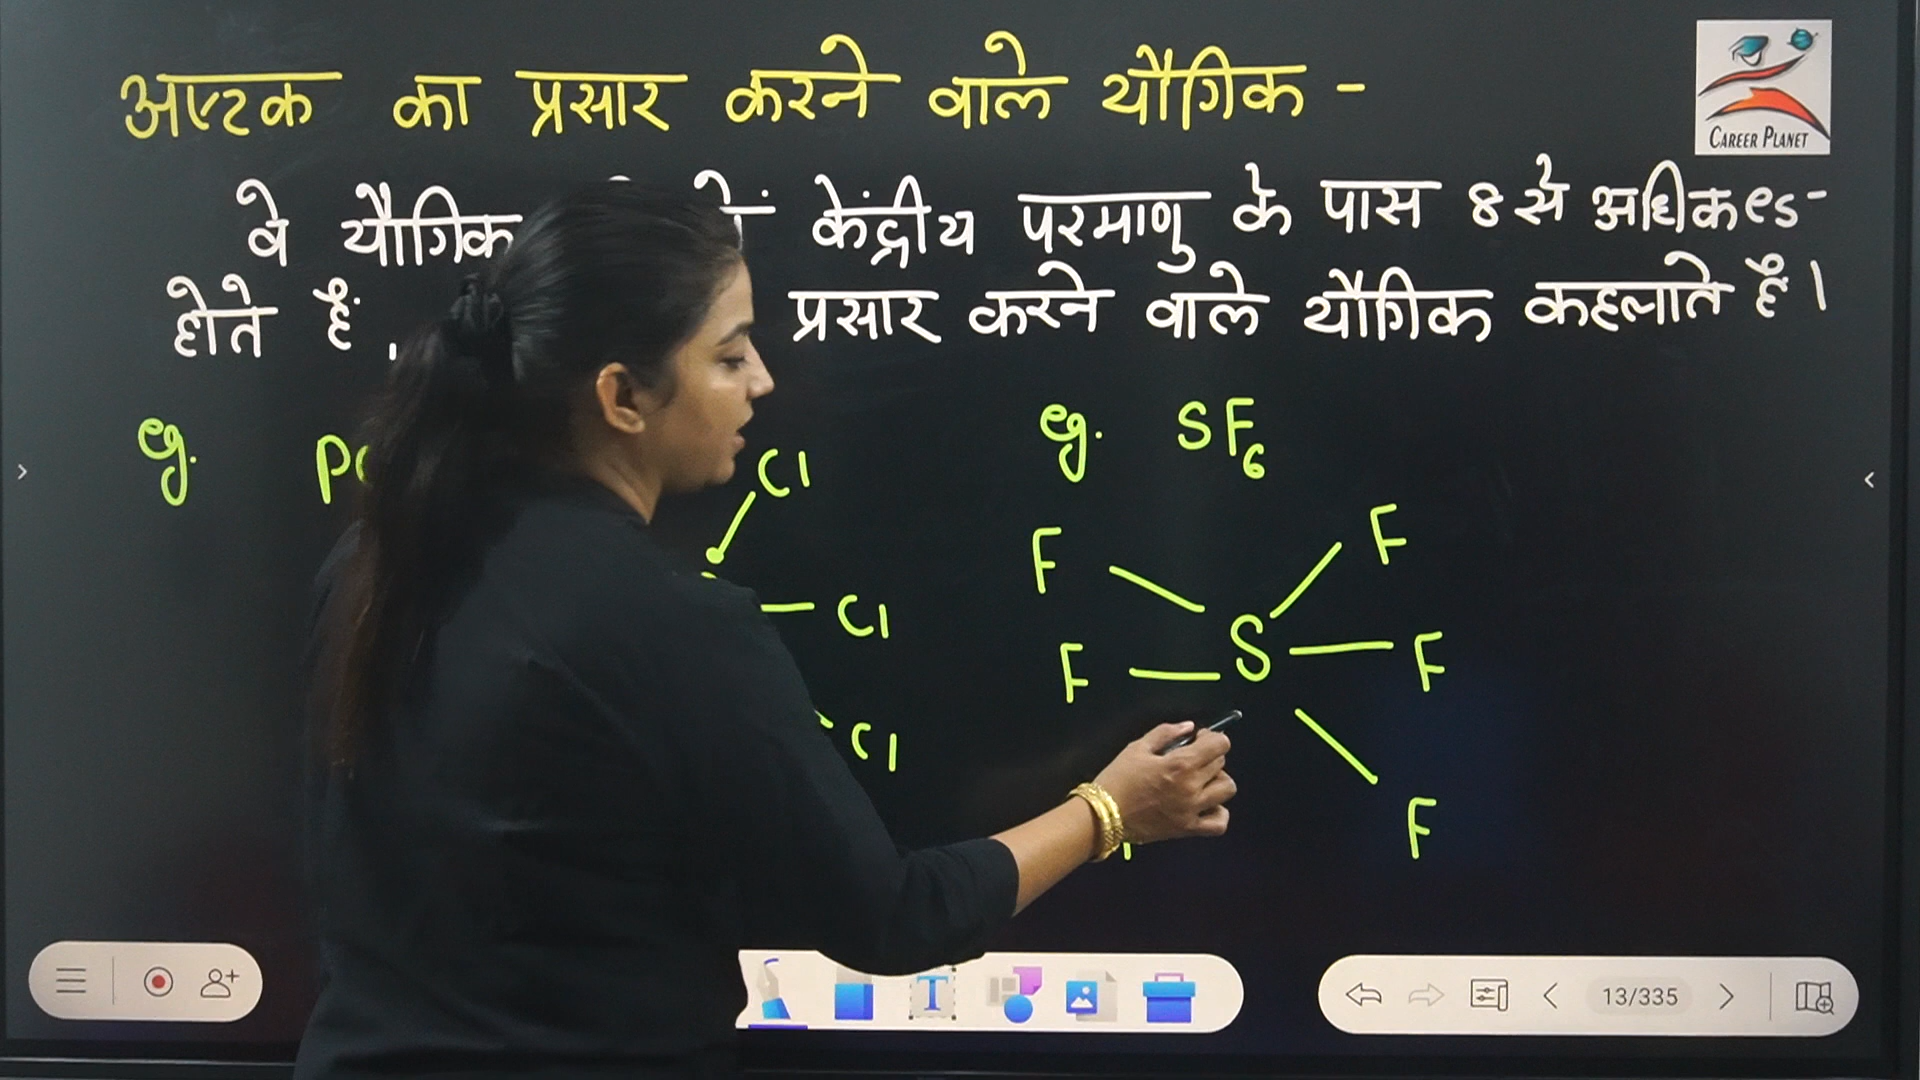 अष्टक का प्रसार करने वाले यौगिक -
CAREER PLANET
वे यौगिक केंद्रीय परमाणु के पास 8 से अधिक es-
होते हैं, प्रसार करने वाले यौगिक कहलाते हैं।
eg.
eg. SF6
Cl
Cl
Cl
F F
F S F
F
T
13/335